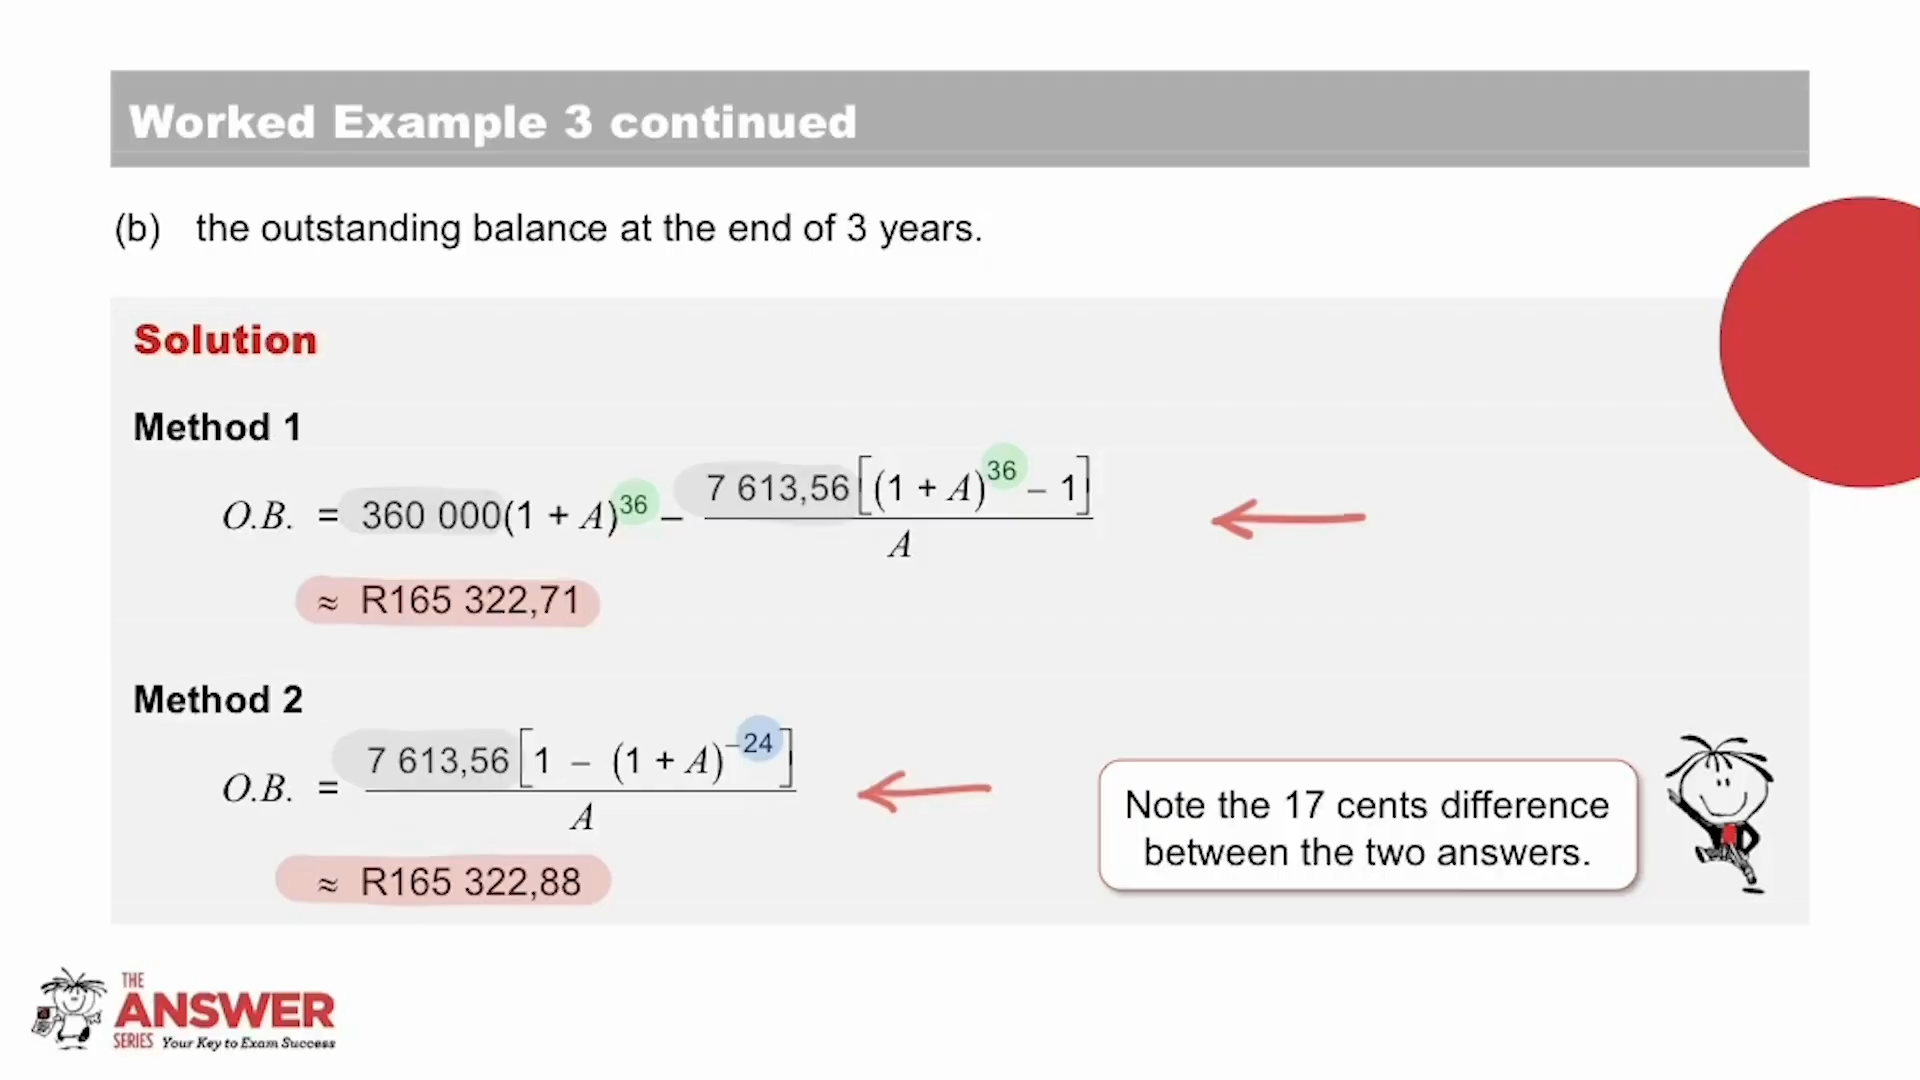 Worked Example 3 continued
(b) the outstanding balance at the end of 3 years.
Solution
Method 1
O.B. = 360 000(1 + A)^36 – 7 613,56[(1 + A)^36 – 1] / A
≈ R165 322,71
Method 2
O.B. = 7 613,56[1 – (1 + A)^–24] / A
≈ R165 322,88
Note the 17 cents difference
between the two answers.
THE
ANSWER
SERIES Your Key to Exam Success